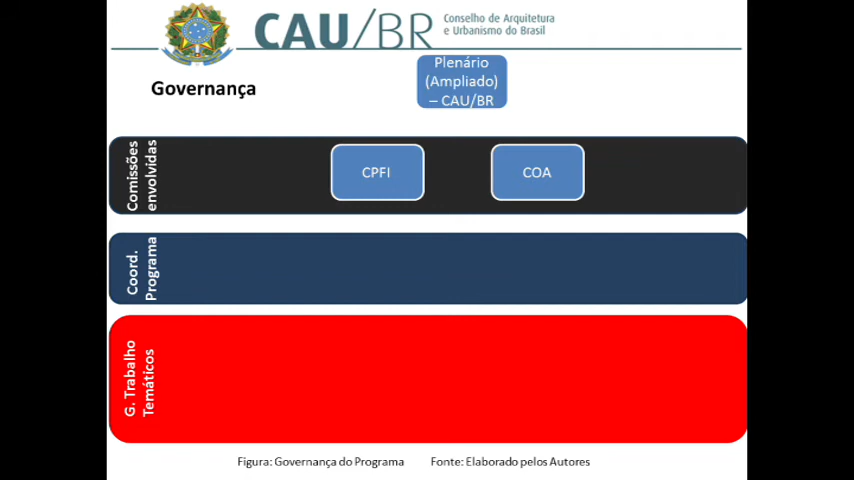 CAU/BR
Conselho de Arquitetura
e Urbanismo do Brasil
Governança
Plenário
(Ampliado)
– CAU/BR
Comissões
envolvidas
CPFI
COA
Coord.
Programa
G. Trabalho
Temáticos
Figura: Governança do Programa Fonte: Elaborado pelos Autores